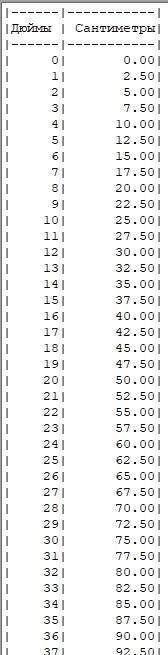 |------|----------|
|Дюймы | Сантиметры|
|------|----------|
| 0| 0.00|
| 1| 2.50|
| 2| 5.00|
| 3| 7.50|
| 4| 10.00|
| 5| 12.50|
| 6| 15.00|
| 7| 17.50|
| 8| 20.00|
| 9| 22.50|
| 10| 25.00|
| 11| 27.50|
| 12| 30.00|
| 13| 32.50|
| 14| 35.00|
| 15| 37.50|
| 16| 40.00|
| 17| 42.50|
| 18| 45.00|
| 19| 47.50|
| 20| 50.00|
| 21| 52.50|
| 22| 55.00|
| 23| 57.50|
| 24| 60.00|
| 25| 62.50|
| 26| 65.00|
| 27| 67.50|
| 28| 70.00|
| 29| 72.50|
| 30| 75.00|
| 31| 77.50|
| 32| 80.00|
| 33| 82.50|
| 34| 85.00|
| 35| 87.50|
| 36| 90.00|
| 37| 92.50|